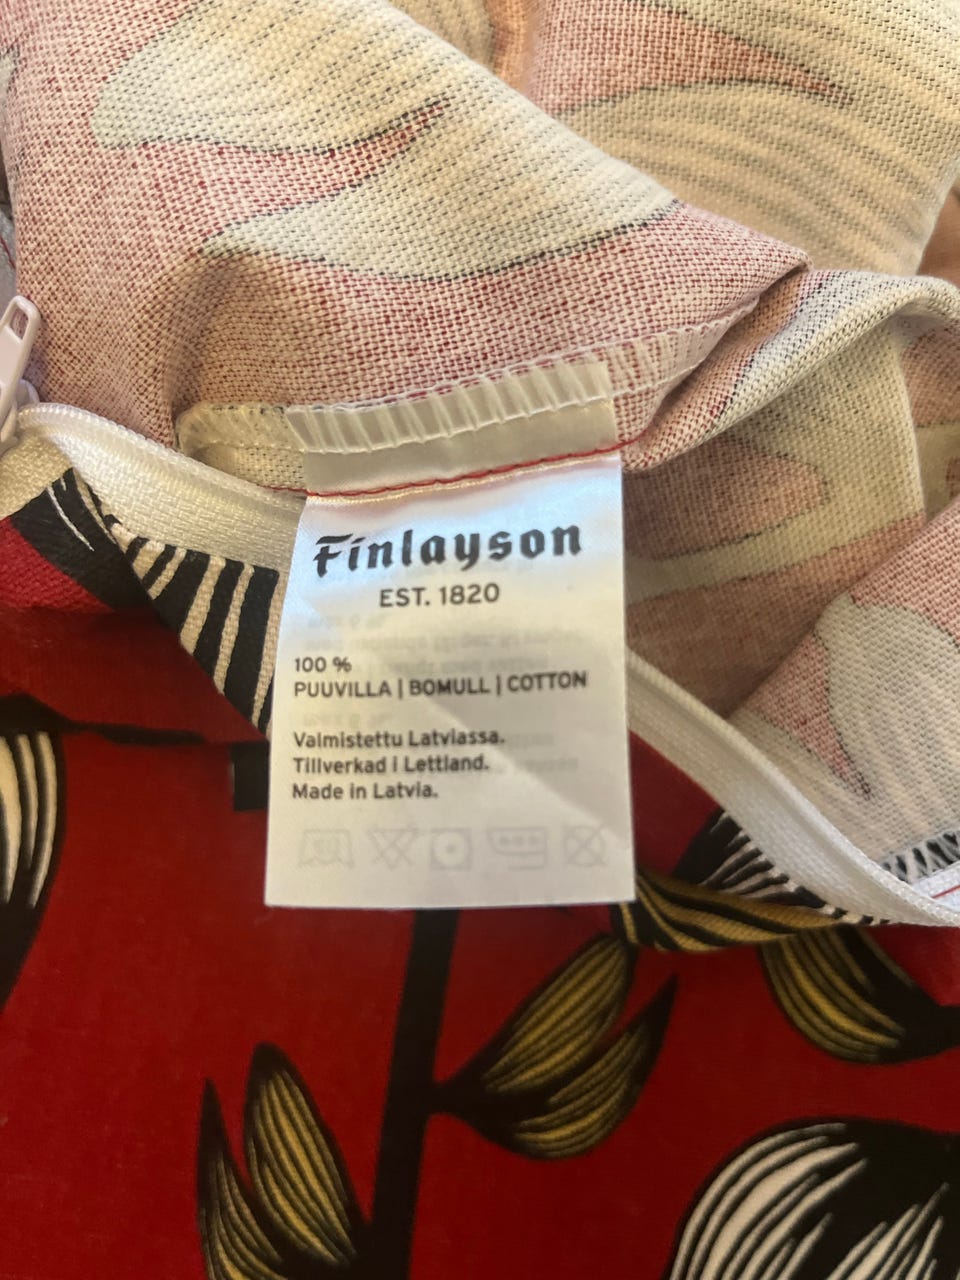 Finlayson
EST. 1820
100 %
PUUVILLA | BOMULL | COTTON
Valmistettu Latviassa.
Tillverkad i Lettland.
Made in Latvia.